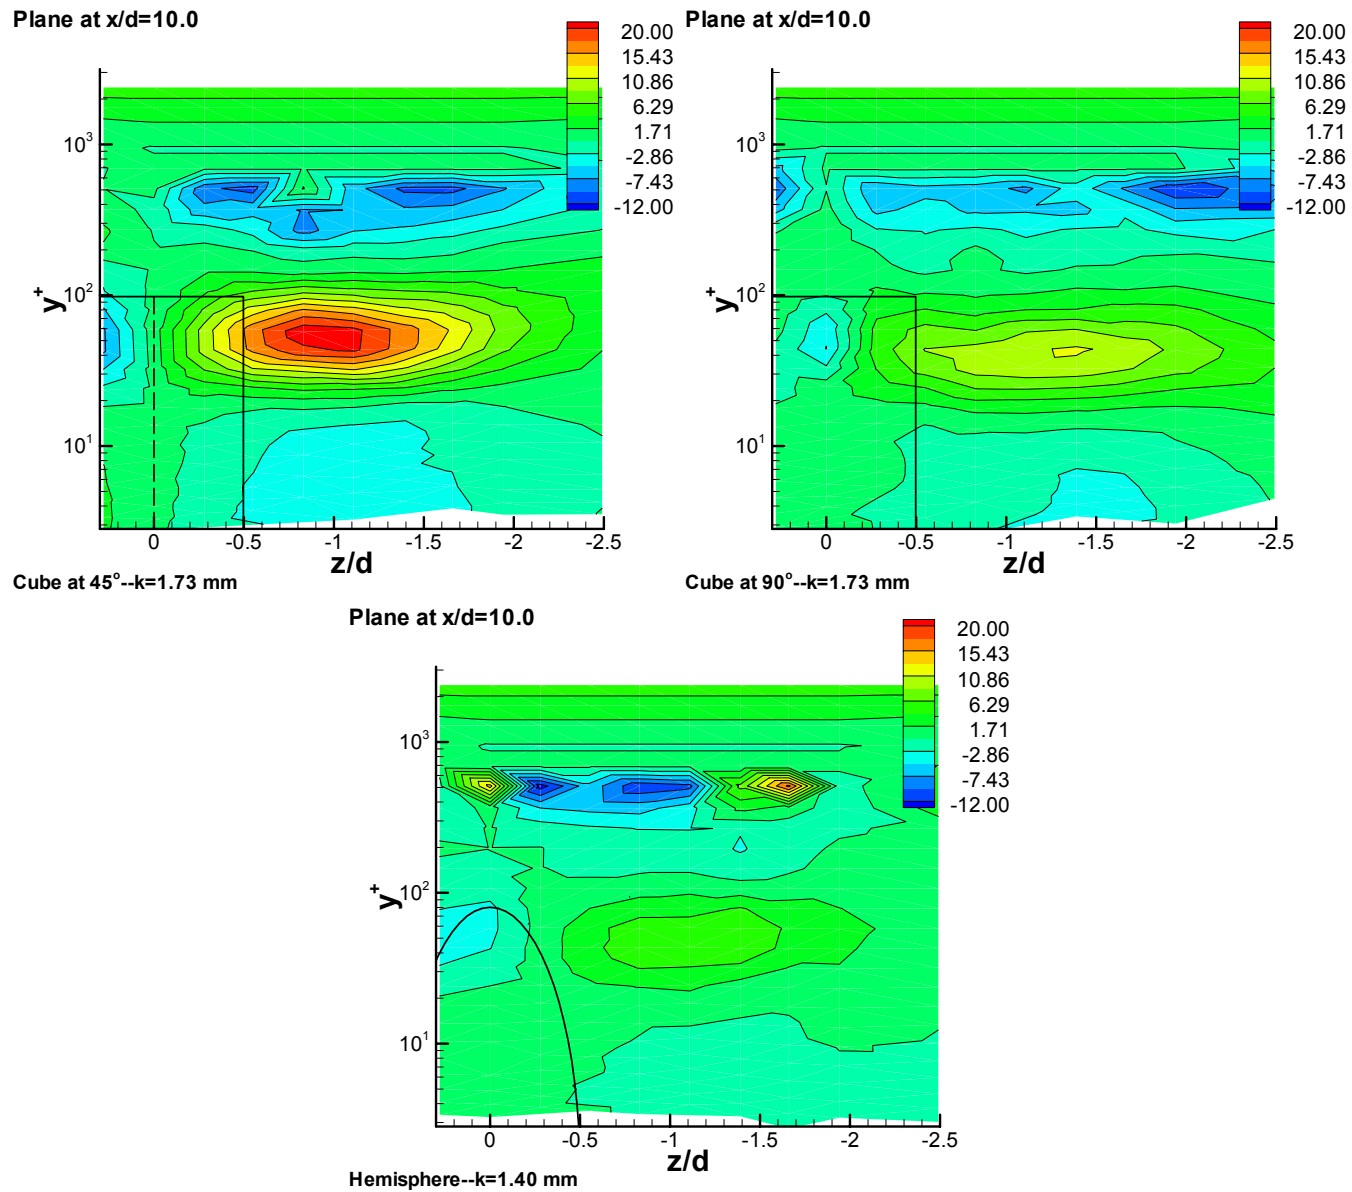 Plane at x/d=10.0
20.00
15.43
10.86
6.29
1.71
-2.86
-7.43
-12.00
10³
10²
10¹
y⁺
0 -0.5 -1 -1.5 -2 -2.5
z/d
Cube at 45°--k=1.73 mm
Plane at x/d=10.0
20.00
15.43
10.86
6.29
1.71
-2.86
-7.43
-12.00
10³
10²
10¹
y⁺
0 -0.5 -1 -1.5 -2 -2.5
z/d
Cube at 90°--k=1.73 mm
Plane at x/d=10.0
20.00
15.43
10.86
6.29
1.71
-2.86
-7.43
-12.00
10³
10²
10¹
y⁺
0 -0.5 -1 -1.5 -2 -2.5
z/d
Hemisphere--k=1.40 mm